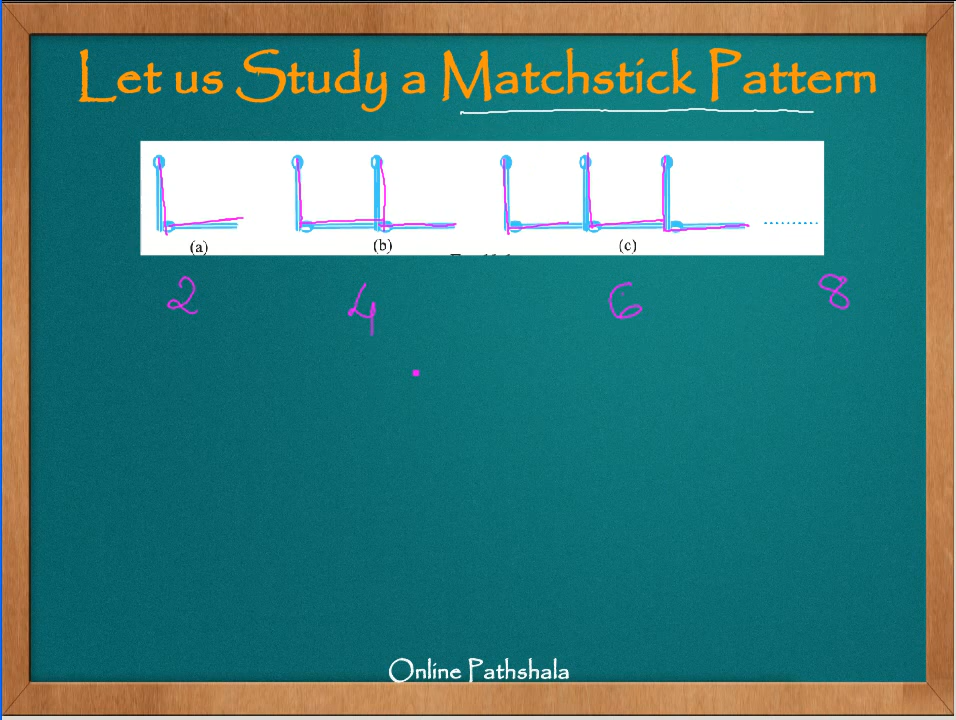 Let us Study a Matchstick Pattern
(a) (b) (c) ..........
2 4 6 8
Online Pathshala